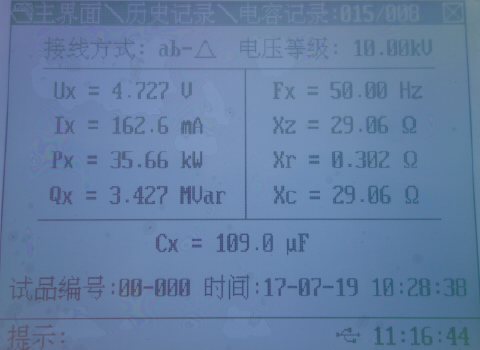 主界面\历史记录\电容记录:015/008
接线方式: ab-△ 电压等级: 10.00kV
Ux = 4.727 V
Ix = 162.6 mA
Px = 35.66 kW
Qx = 3.427 MVar
Fx = 50.00 Hz
Xz = 29.06 Ω
Xr = 0.302 Ω
Xc = 29.06 Ω
Cx = 109.0 μF
试品编号:00-000 时间:17-07-19 10:28:38
提示: 11:16:44